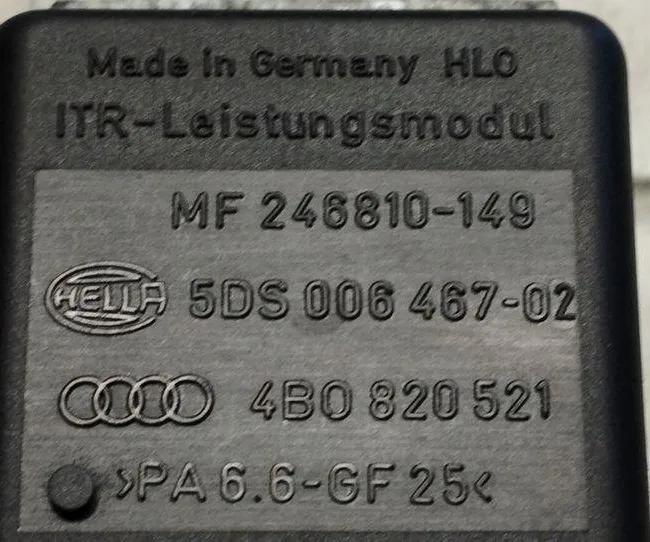 Made in Germany HLO
ITR-Leistungsmodul
MF 246810-149
HELLA 5DS 006 467-02
4B0 820 521
>PA 6.6-GF 25<